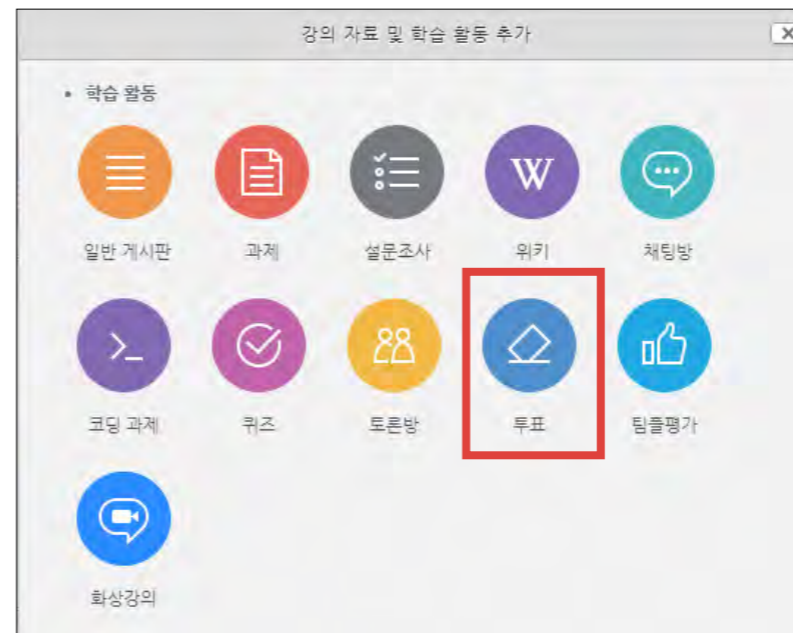 강의 자료 및 학습 활동 추가
• 학습 활동
일반 게시판 과제 설문조사 위키 채팅방
코딩 과제 퀴즈 토론방 투표 팀플평가
화상강의